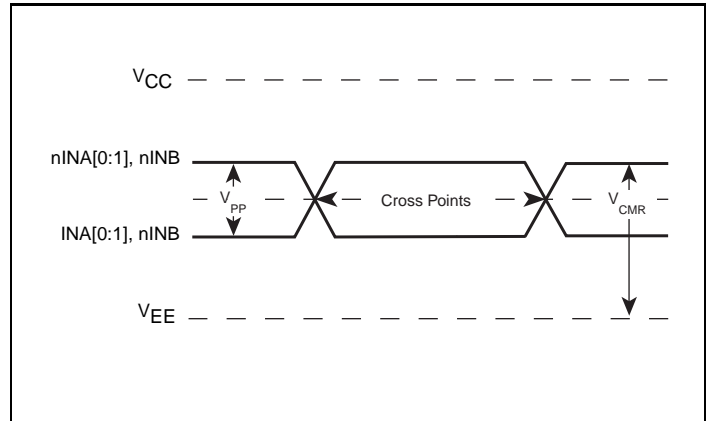 VCC
nINA[0:1], nINB
VPP
Cross Points
VCMR
INA[0:1], nINB
VEE